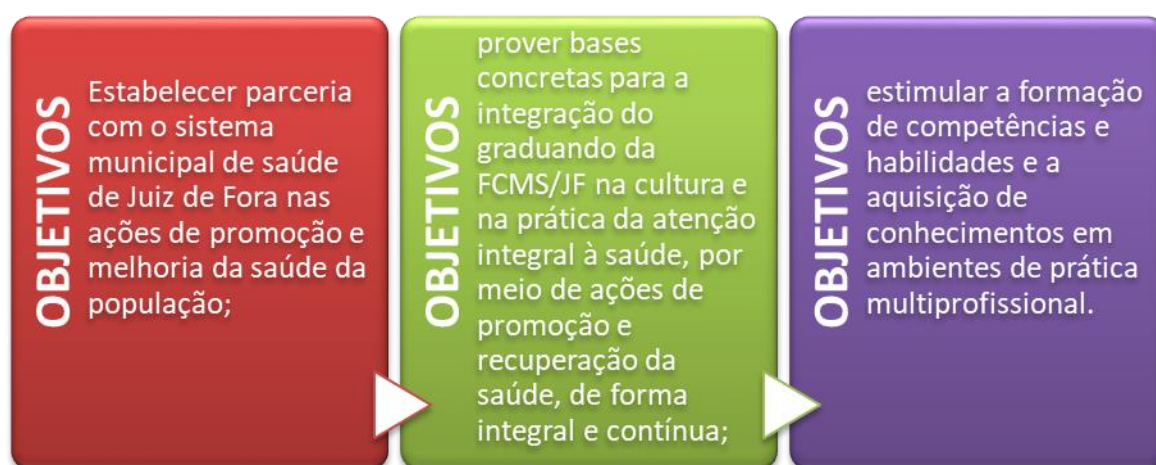 OBJETIVOS
Estabelecer parceria
com o sistema
municipal de saúde
de Juiz de Fora nas
ações de promoção e
melhoria da saúde da
população;
OBJETIVOS
prover bases
concretas para a
integração do
graduando da
FCMS/JF na cultura e
na prática da atenção
integral à saúde, por
meio de ações de
promoção e
recuperação da
saúde, de forma
integral e contínua;
OBJETIVOS
estimular a formação
de competências e
habilidades e a
aquisição de
conhecimentos em
ambientes de prática
multiprofissional.